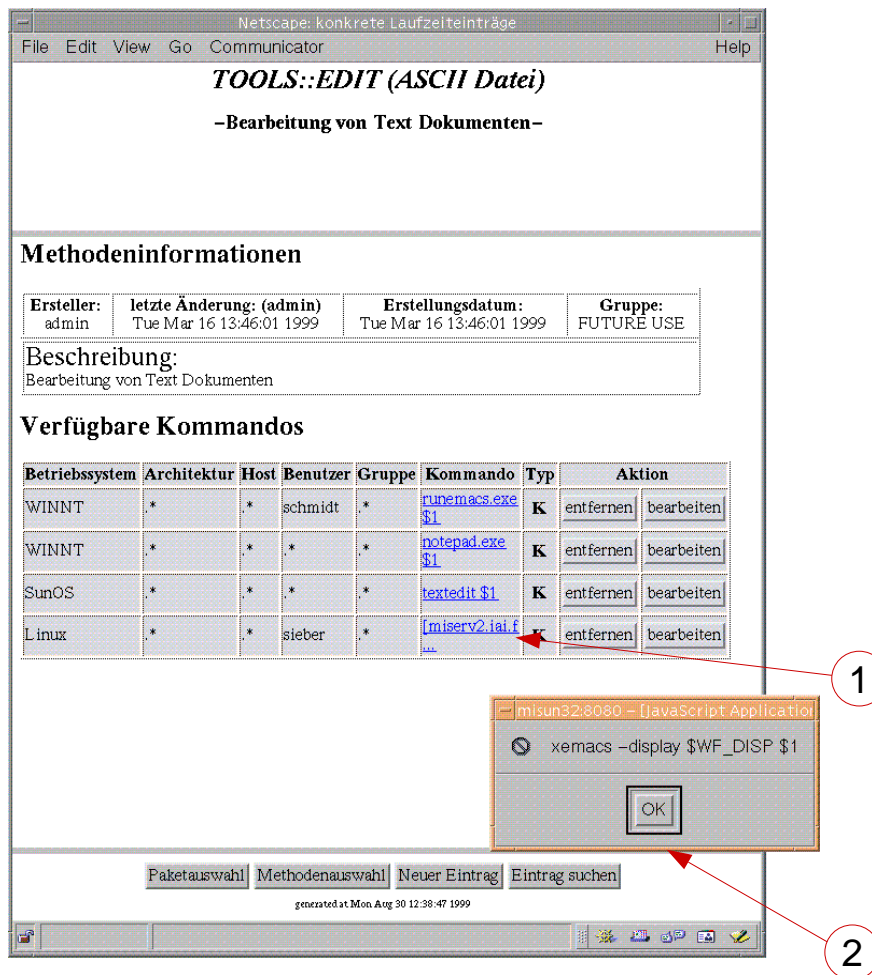 Netscape: konkrete Laufzeiteinträge
File Edit View Go Communicator Help
TOOLS::EDIT (ASCII Datei)
–Bearbeitung von Text Dokumenten–
Methodeninformationen
Ersteller: letzte Änderung: (admin) Erstellungsdatum: Gruppe:
admin Tue Mar 16 13:46:01 1999 Tue Mar 16 13:46:01 1999 FUTURE USE
Beschreibung:
Bearbeitung von Text Dokumenten
Verfügbare Kommandos
Betriebssystem Architektur Host Benutzer Gruppe Kommando Typ Aktion
WINNT .* .* schmidt .* runemacs.exe $1 K entfernen bearbeiten
WINNT .* .* .* .* notepad.exe $1 K entfernen bearbeiten
SunOS .* .* .* .* textedit $1 K entfernen bearbeiten
Linux .* .* sieber .* [miserv2.iai.f ... K entfernen bearbeiten
1
misun32:8080 – [JavaScript Application
xemacs –display $WF_DISP $1
OK
Paketauswahl Methodenauswahl Neuer Eintrag Eintrag suchen
generated at Mon Aug 30 12:38:47 1999
2